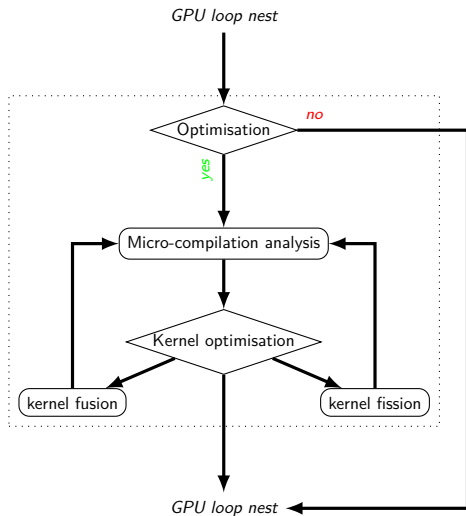 GPU loop nest
no
Optimisation
yes
Micro-compilation analysis
Kernel optimisation
kernel fusion
kernel fission
GPU loop nest